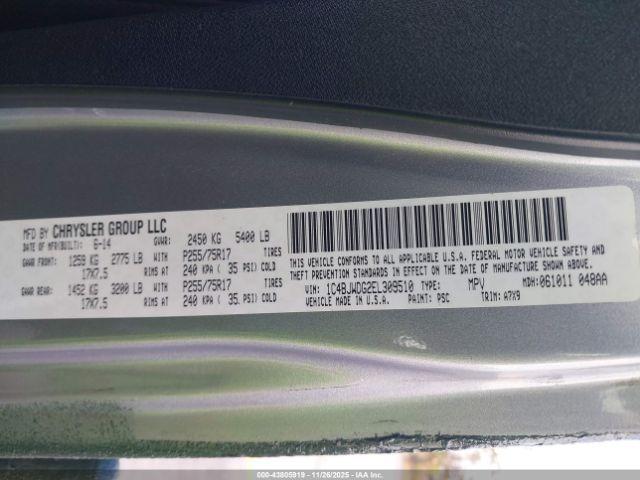 MFD BY CHRYSLER GROUP LLC
DATE OF MFD(BUILT): 6-14 GVWR: 2450 KG 5400 LB
GAWR FRONT: 1259 KG 2775 LB WITH P255/75R17 TIRES
17X7.5 RIMS AT 240 KPA ( 35 PSI) COLD
GAWR REAR: 1452 KG 3200 LB WITH P255/75R17 TIRES
17X7.5 RIMS AT 240 KPA ( 35. PSI) COLD
THIS VEHICLE CONFORMS TO ALL APPLICABLE U.S.A. FEDERAL MOTOR VEHICLE SAFETY AND
THEFT PREVENTION STANDARDS IN EFFECT ON THE DATE OF MANUFACTURE SHOWN ABOVE.
VIN: 1C4BJWDG2EL309510 TYPE: MPV MDH: 061011 048AA
VEHICLE MADE IN U.S.A. PAINT: PSC TRIM: A7X9
000-43805919 - 11/26/2025 - IAA Inc.